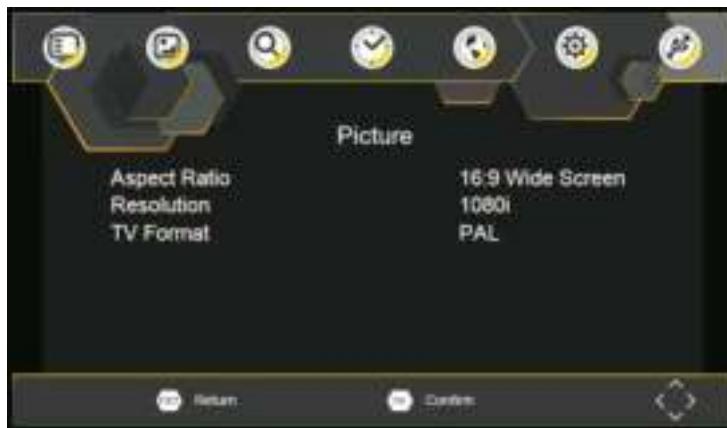 Picture
Aspect Ratio 16:9 Wide Screen
Resolution 1080i
TV Format PAL
Return Confirm